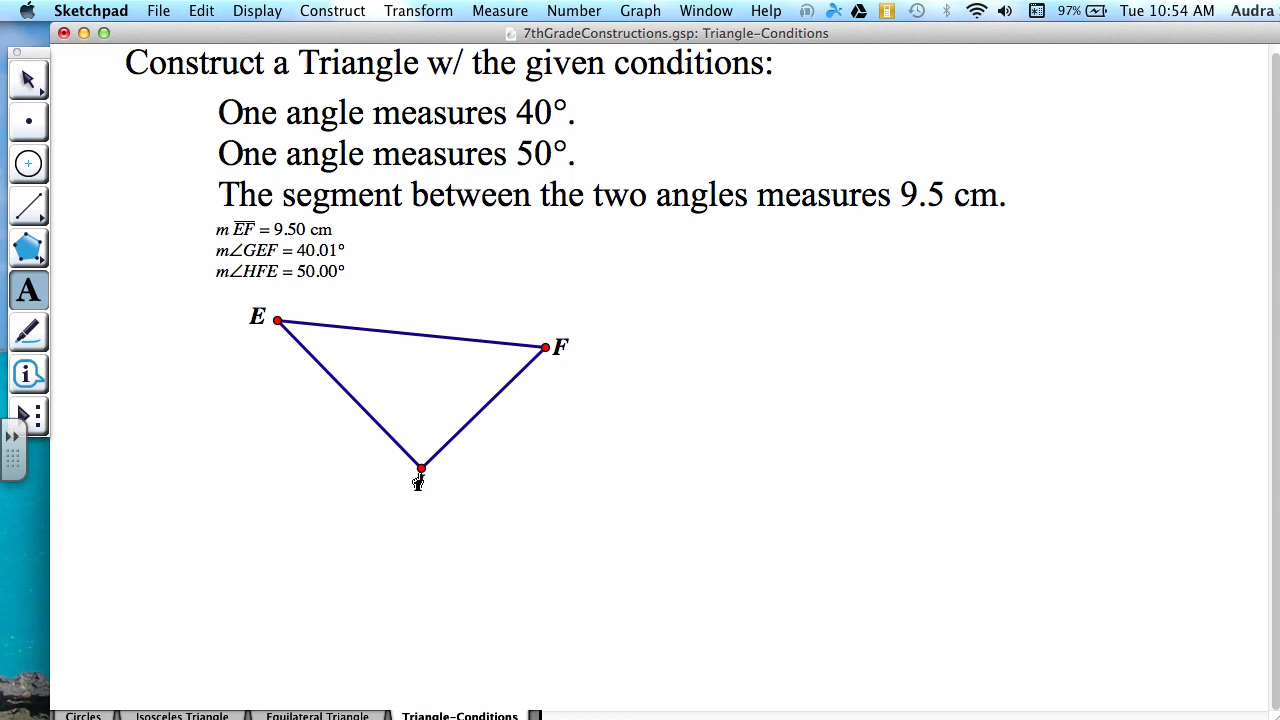 Sketchpad File Edit Display Construct Transform Measure Number Graph Window Help 97% Tue 10:54 AM Audra
7thGradeConstructions.gsp: Triangle-Conditions
Construct a Triangle w/ the given conditions:
One angle measures 40°.
One angle measures 50°.
The segment between the two angles measures 9.5 cm.
m EF = 9.50 cm
m∠GEF = 40.01°
m∠HFE = 50.00°
E
F
A
Circles Isosceles Triangle Equilateral Triangle Triangle-Conditions